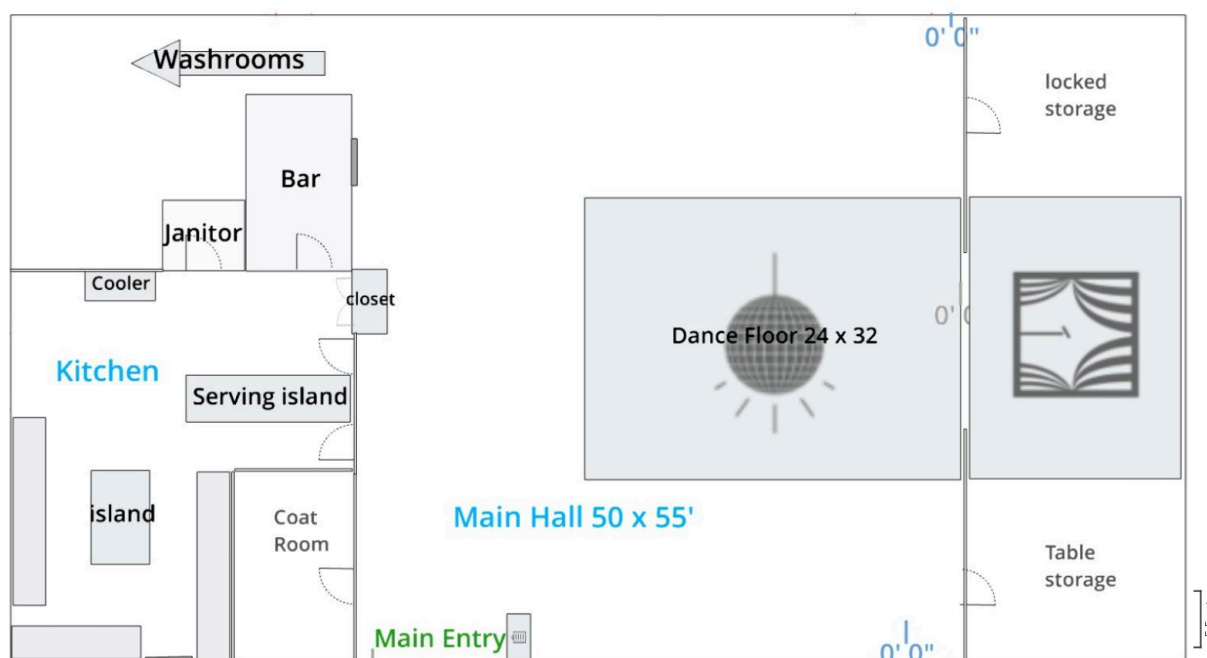 0' 0"
Washrooms
locked
storage
Bar
Janitor
Cooler
closet
0' 0
Dance Floor 24 x 32
Kitchen
Serving island
island
Coat
Room
Main Hall 50 x 55'
Table
storage
Main Entry
0' 0"